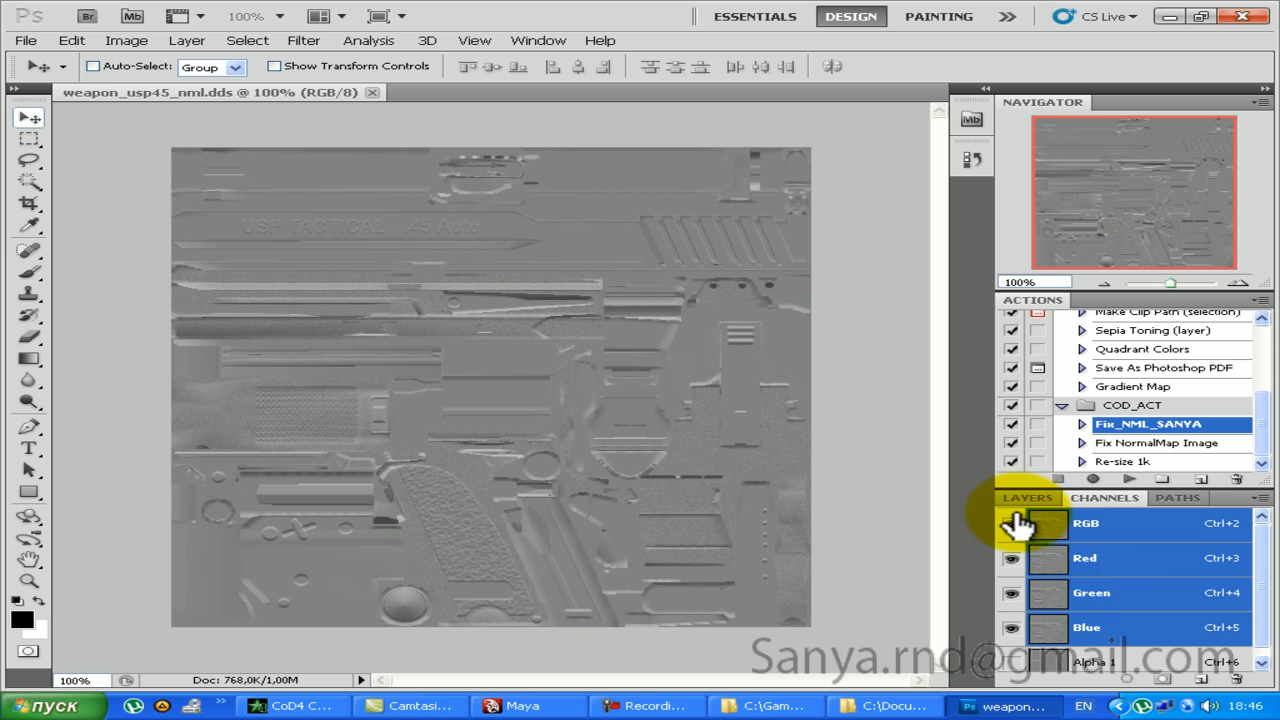 Ps Br Mb 100% ESSENTIALS DESIGN PAINTING CS Live
File Edit Image Layer Select Filter Analysis 3D View Window Help
Auto-Select: Group Show Transform Controls
weapon_usp45_nml.dds @ 100% (RGB/8)
NAVIGATOR
Mb
USP TACTICAL .45 Auto
100%
ACTIONS
Make Clip Path (selection)
Sepia Toning (layer)
Quadrant Colors
Save As Photoshop PDF
Gradient Map
COD_ACT
Fix_NML_SANYA
Fix NormalMap Image
Re-size 1k
LAYERS CHANNELS PATHS
RGB Ctrl+2
Red Ctrl+3
Green Ctrl+4
Blue Ctrl+5
Alpha 1 Ctrl+6
Sanya.rnd@gmail.com
100% Doc: 768,0K/1,00M
пуск CoD4 C... Camtasi... Maya Recordi... C:\Gam... C:\Docu... Ps weapon... EN 18:46